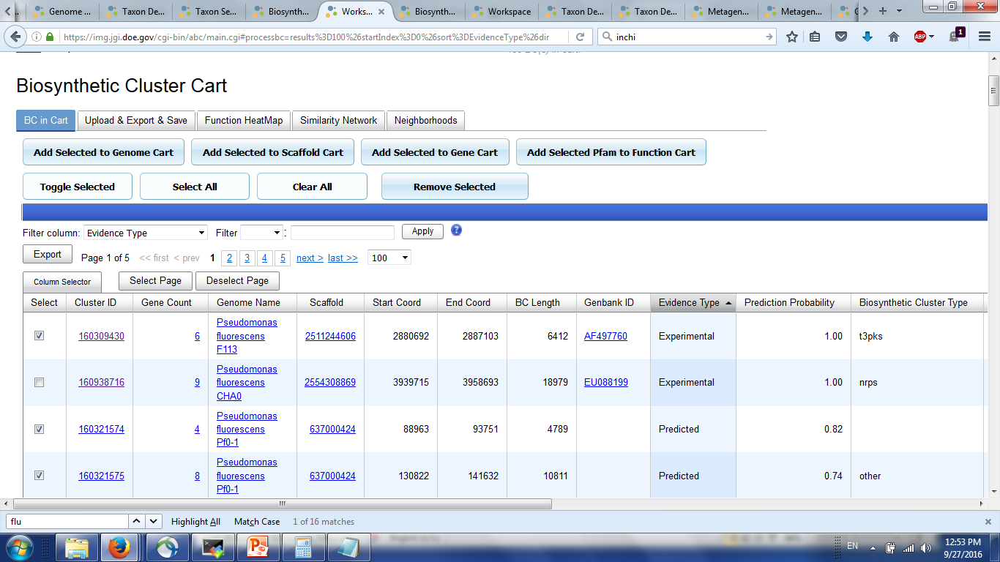 Genome ... Taxon De... Taxon Se... Biosynth... Works... Biosynth... Workspace Taxon De... Taxon De... Metagen... Metagen...
https://img.jgi.doe.gov/cgi-bin/abc/main.cgi#processbc=results%3D100%26startIndex%3D0%26sort%3DEvidenceType%26dir inchi ABP 1
Biosynthetic Cluster Cart
BC in Cart Upload & Export & Save Function HeatMap Similarity Network Neighborhoods
Add Selected to Genome Cart Add Selected to Scaffold Cart Add Selected to Gene Cart Add Selected Pfam to Function Cart
Toggle Selected Select All Clear All Remove Selected
Filter column: Evidence Type Filter : Apply ?
Export Page 1 of 5 << first < prev 1 2 3 4 5 next > last >> 100
Column Selector Select Page Deselect Page
Select Cluster ID Gene Count Genome Name Scaffold Start Coord End Coord BC Length Genbank ID Evidence Type Prediction Probability Biosynthetic Cluster Type
Pseudomonas
160309430 6 fluorescens 2511244606 2880692 2887103 6412 AF497760 Experimental 1.00 t3pks
F113
Pseudomonas
160938716 9 fluorescens 2554308869 3939715 3958693 18979 EU088199 Experimental 1.00 nrps
CHA0
Pseudomonas
160321574 4 fluorescens 637000424 88963 93751 4789 Predicted 0.82
Pf0-1
Pseudomonas
160321575 8 fluorescens 637000424 130822 141632 10811 Predicted 0.74 other
Pf0-1
flu Highlight All Match Case 1 of 16 matches
EN 12:53 PM
9/27/2016